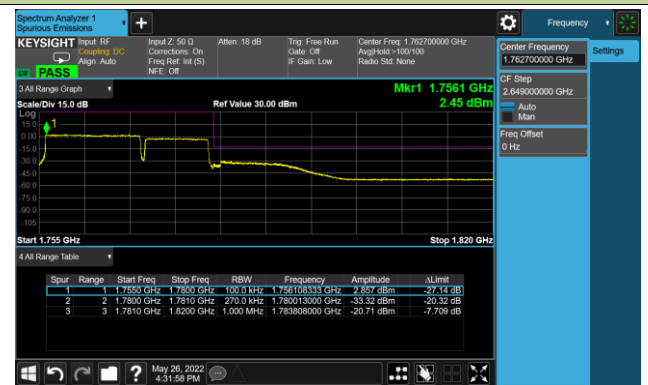 Spectrum Analyzer 1
Spurious Emissions
Frequency
KEYSIGHT
Input: RF
Coupling: DC
Align: Auto
Input Z: 50 Ω
Corrections: On
Freq Ref: Int (S)
NFE: Off
Atten: 18 dB
Trig: Free Run
Gate: Off
IF Gain: Low
Center Freq: 1.762700000 GHz
Avg|Hold:>100/100
Radio Std: None
PASS
Center Frequency
1.762700000 GHz
Settings
CF Step
2.649000000 GHz
Auto
Man
Freq Offset
0 Hz
3 All Range Graph
Mkr1 1.7561 GHz
Scale/Div 15.0 dB
Ref Value 30.00 dBm
2.45 dBm
Log
15.0
0.00
-15.0
-30.0
-45.0
-60.0
-75.0
-90.0
-105
1
Start 1.755 GHz
Stop 1.820 GHz
4 All Range Table
Spur Range Start Freq Stop Freq RBW Frequency Amplitude ΔLimit
1 1 1.7550 GHz 1.7800 GHz 100.0 kHz 1.756108333 GHz 2.857 dBm -27.14 dB
2 2 1.7800 GHz 1.7810 GHz 270.0 kHz 1.780013000 GHz -33.32 dBm -20.32 dB
3 3 1.7810 GHz 1.8200 GHz 1.000 MHz 1.783808000 GHz -20.71 dBm -7.709 dB
May 26, 2022
4:31:58 PM